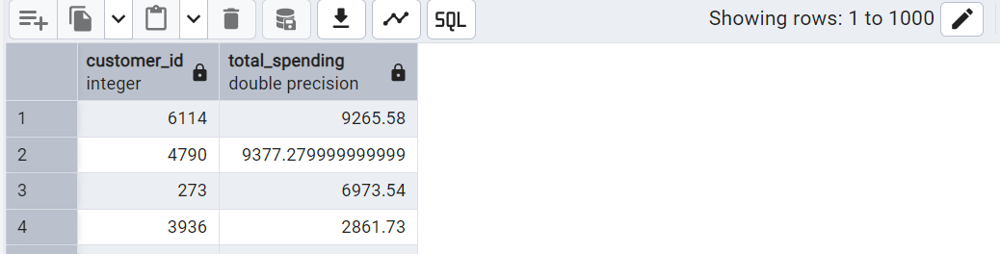 SQL
Showing rows: 1 to 1000
customer_id total_spending
integer double precision
1 6114 9265.58
2 4790 9377.279999999999
3 273 6973.54
4 3936 2861.73